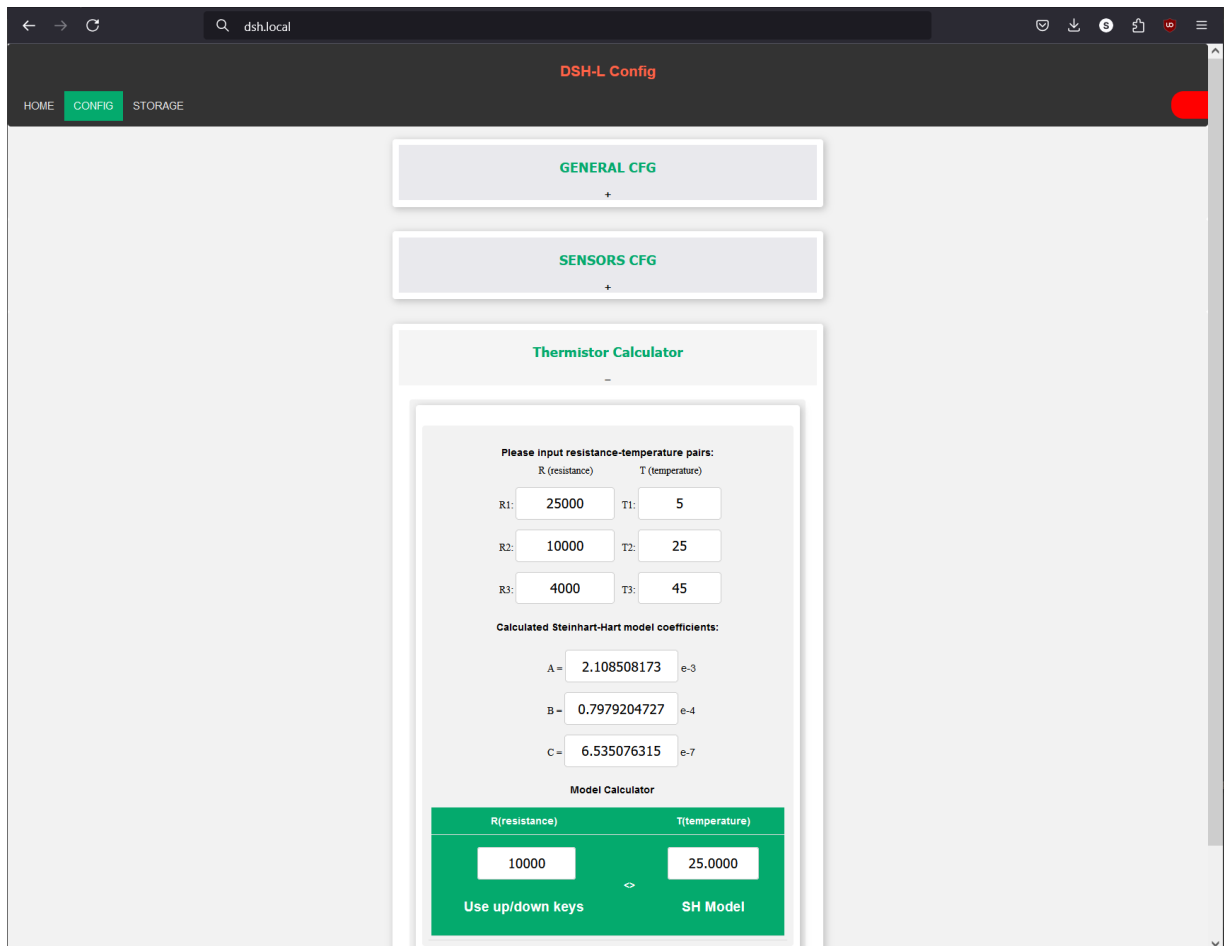 dsh.local
S
DSH-L Config
HOME CONFIG STORAGE
GENERAL CFG
+
SENSORS CFG
+
Thermistor Calculator
–
Please input resistance-temperature pairs:
R (resistance) T (temperature)
R1: 25000 T1: 5
R2: 10000 T2: 25
R3: 4000 T3: 45
Calculated Steinhart-Hart model coefficients:
A = 2.108508173 e-3
B = 0.7979204727 e-4
C = 6.535076315 e-7
Model Calculator
R(resistance) T(temperature)
10000 25.0000
<>
Use up/down keys SH Model